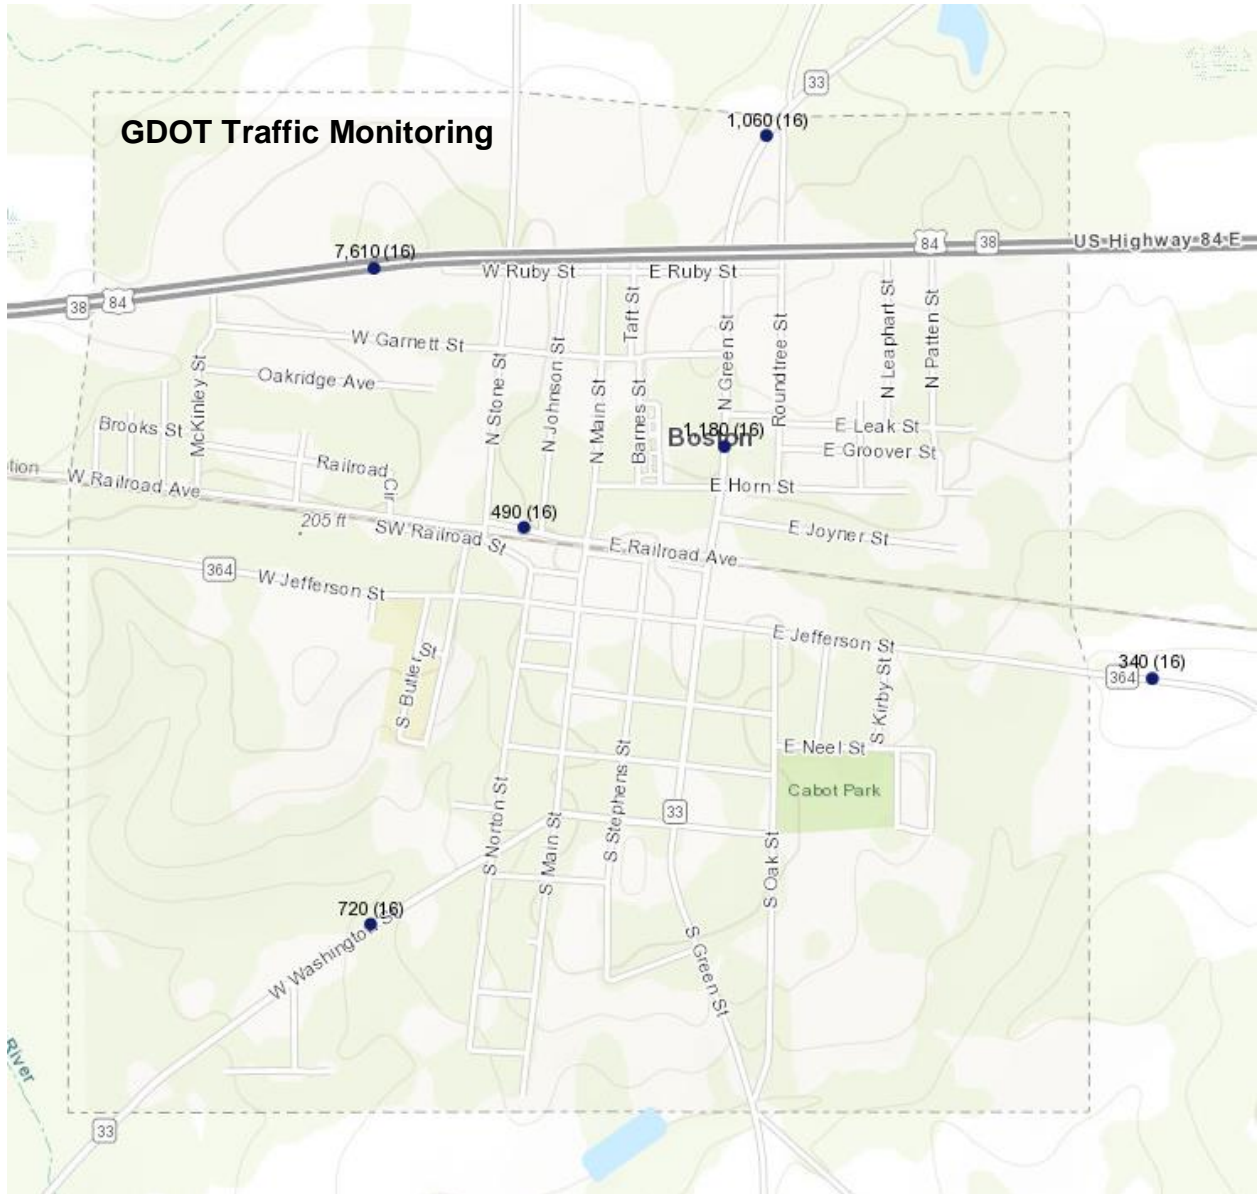 33
1,060 (16)
GDOT Traffic Monitoring
84
38
US Highway 84 E
7,610 (16)
W Ruby St
E Ruby St
38
84
Taft St
N Leaphart St
N Patten St
W Garnett St
N Green St
Roundtree St
Oakridge Ave
McKinley St
N Stone St
N Johnson St
N Main St
Barnes St
Brooks St
1,180 (16)
Boston
E Leak St
E Groover St
Railroad Cir
W Railroad Ave
E Horn St
490 (16)
205 ft
SW Railroad St
E Railroad Ave
E Joyner St
364
W Jefferson St
E Jefferson St
340 (16)
364
S Butler St
S Kirby St
E Neel St
Cabot Park
S Norton St
S Main St
S Stephens St
33
S Oak St
720 (16)
W Washington St
S Green St
River
33